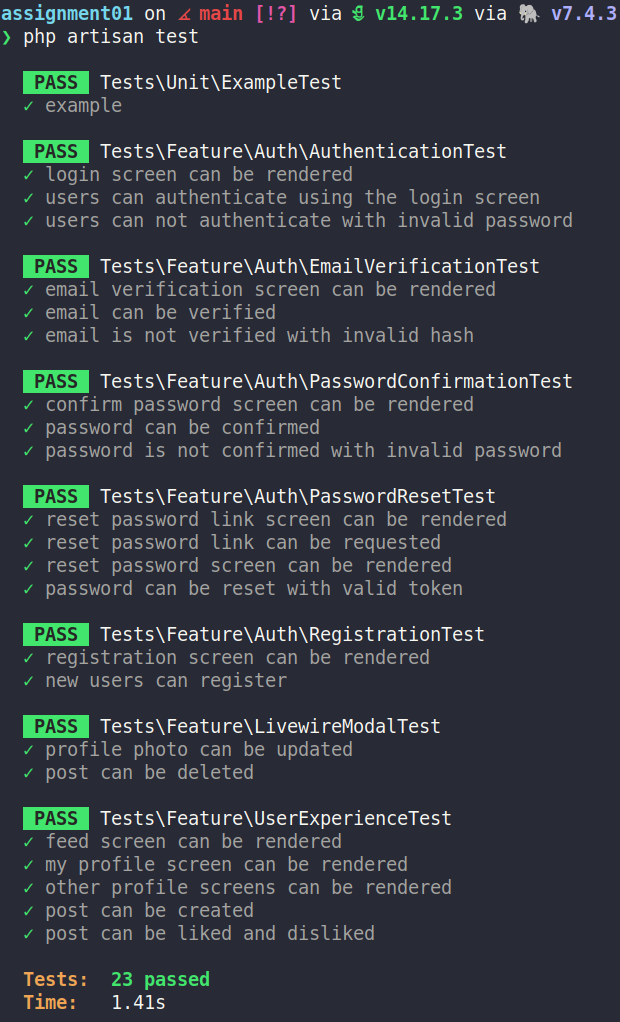 assignment01 on main [!?] via v14.17.3 via v7.4.3
❯ php artisan test
PASS Tests\Unit\ExampleTest
✓ example
PASS Tests\Feature\Auth\AuthenticationTest
✓ login screen can be rendered
✓ users can authenticate using the login screen
✓ users can not authenticate with invalid password
PASS Tests\Feature\Auth\EmailVerificationTest
✓ email verification screen can be rendered
✓ email can be verified
✓ email is not verified with invalid hash
PASS Tests\Feature\Auth\PasswordConfirmationTest
✓ confirm password screen can be rendered
✓ password can be confirmed
✓ password is not confirmed with invalid password
PASS Tests\Feature\Auth\PasswordResetTest
✓ reset password link screen can be rendered
✓ reset password link can be requested
✓ reset password screen can be rendered
✓ password can be reset with valid token
PASS Tests\Feature\Auth\RegistrationTest
✓ registration screen can be rendered
✓ new users can register
PASS Tests\Feature\LivewireModalTest
✓ profile photo can be updated
✓ post can be deleted
PASS Tests\Feature\UserExperienceTest
✓ feed screen can be rendered
✓ my profile screen can be rendered
✓ other profile screens can be rendered
✓ post can be created
✓ post can be liked and disliked
Tests: 23 passed
Time: 1.41s